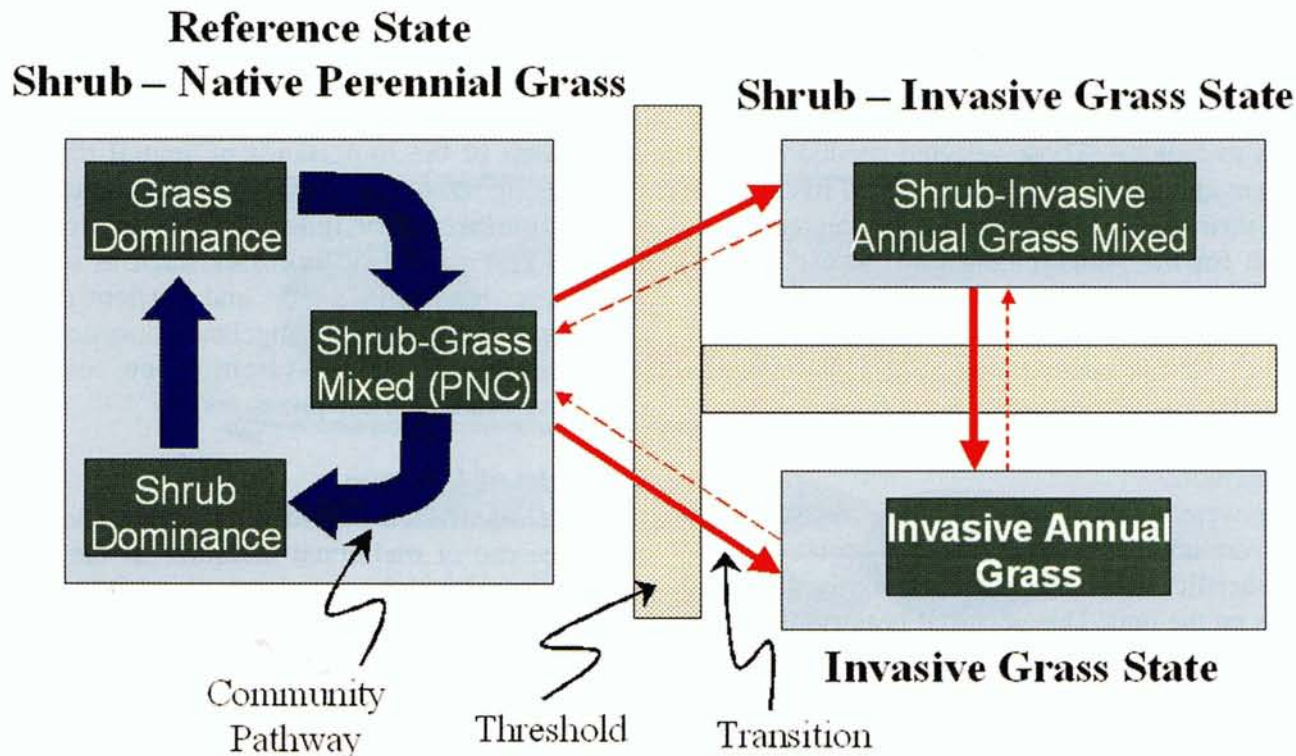 Reference State
Shrub – Native Perennial Grass
Shrub – Invasive Grass State
Grass
Dominance
Shrub-Grass
Mixed (PNC)
Shrub
Dominance
Shrub-Invasive
Annual Grass Mixed
Invasive Annual
Grass
Invasive Grass State
Community
Pathway
Threshold
Transition